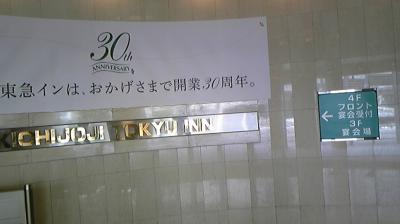 30th
ANNIVERSARY
東急インは、おかげさまで開業30周年。
KICHIJOJI TOKYU INN
4F
フロント
宴会受付
3F
宴会場